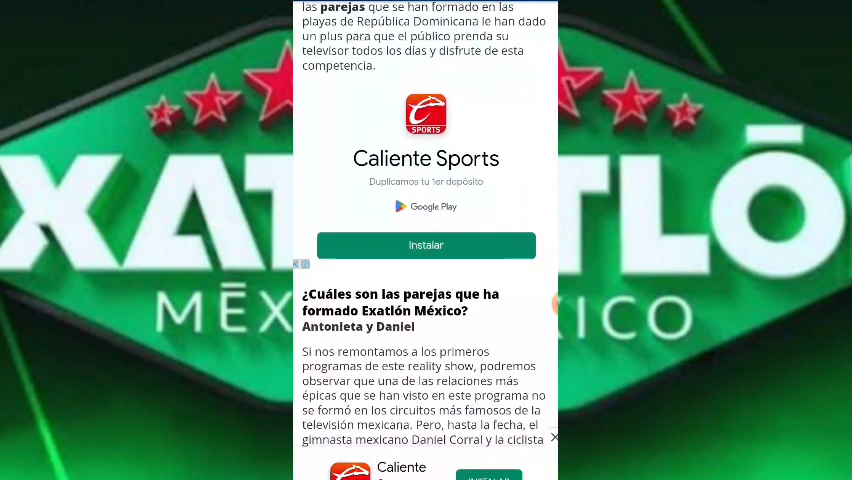 las parejas que se han formado en las
playas de República Dominicana le han dado
un plus para que el público prenda su
televisor todos los días y disfrute de esta
competencia.
SPORTS
Caliente Sports
Duplicamos tu 1er depósito
Google Play
Instalar
¿Cuáles son las parejas que ha
formado Exatlón México?
Antonieta y Daniel
Si nos remontamos a los primeros
programas de este reality show, podremos
observar que una de las relaciones más
épicas que se han visto en este programa no
se formó en los circuitos más famosos de la
televisión mexicana. Pero, hasta la fecha, el
gimnasta mexicano Daniel Corral y la ciclista
Caliente
INSTALAR
XAT
TLŌ
MĒX
XICO